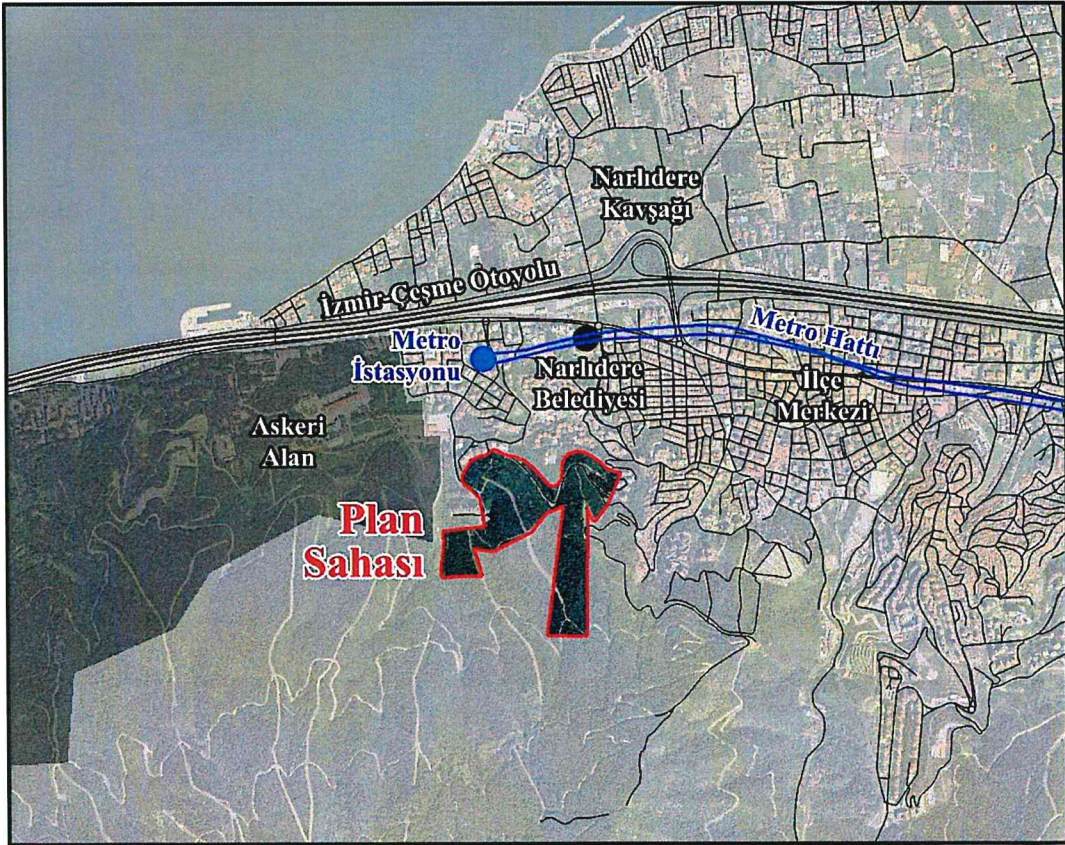 Narlıdere
Kavşağı
İzmir-Çeşme Otoyolu
Metro
İstasyonu
Metro Hattı
Narlıdere
Belediyesi
İlçe
Merkezi
Askeri
Alan
Plan
Sahası